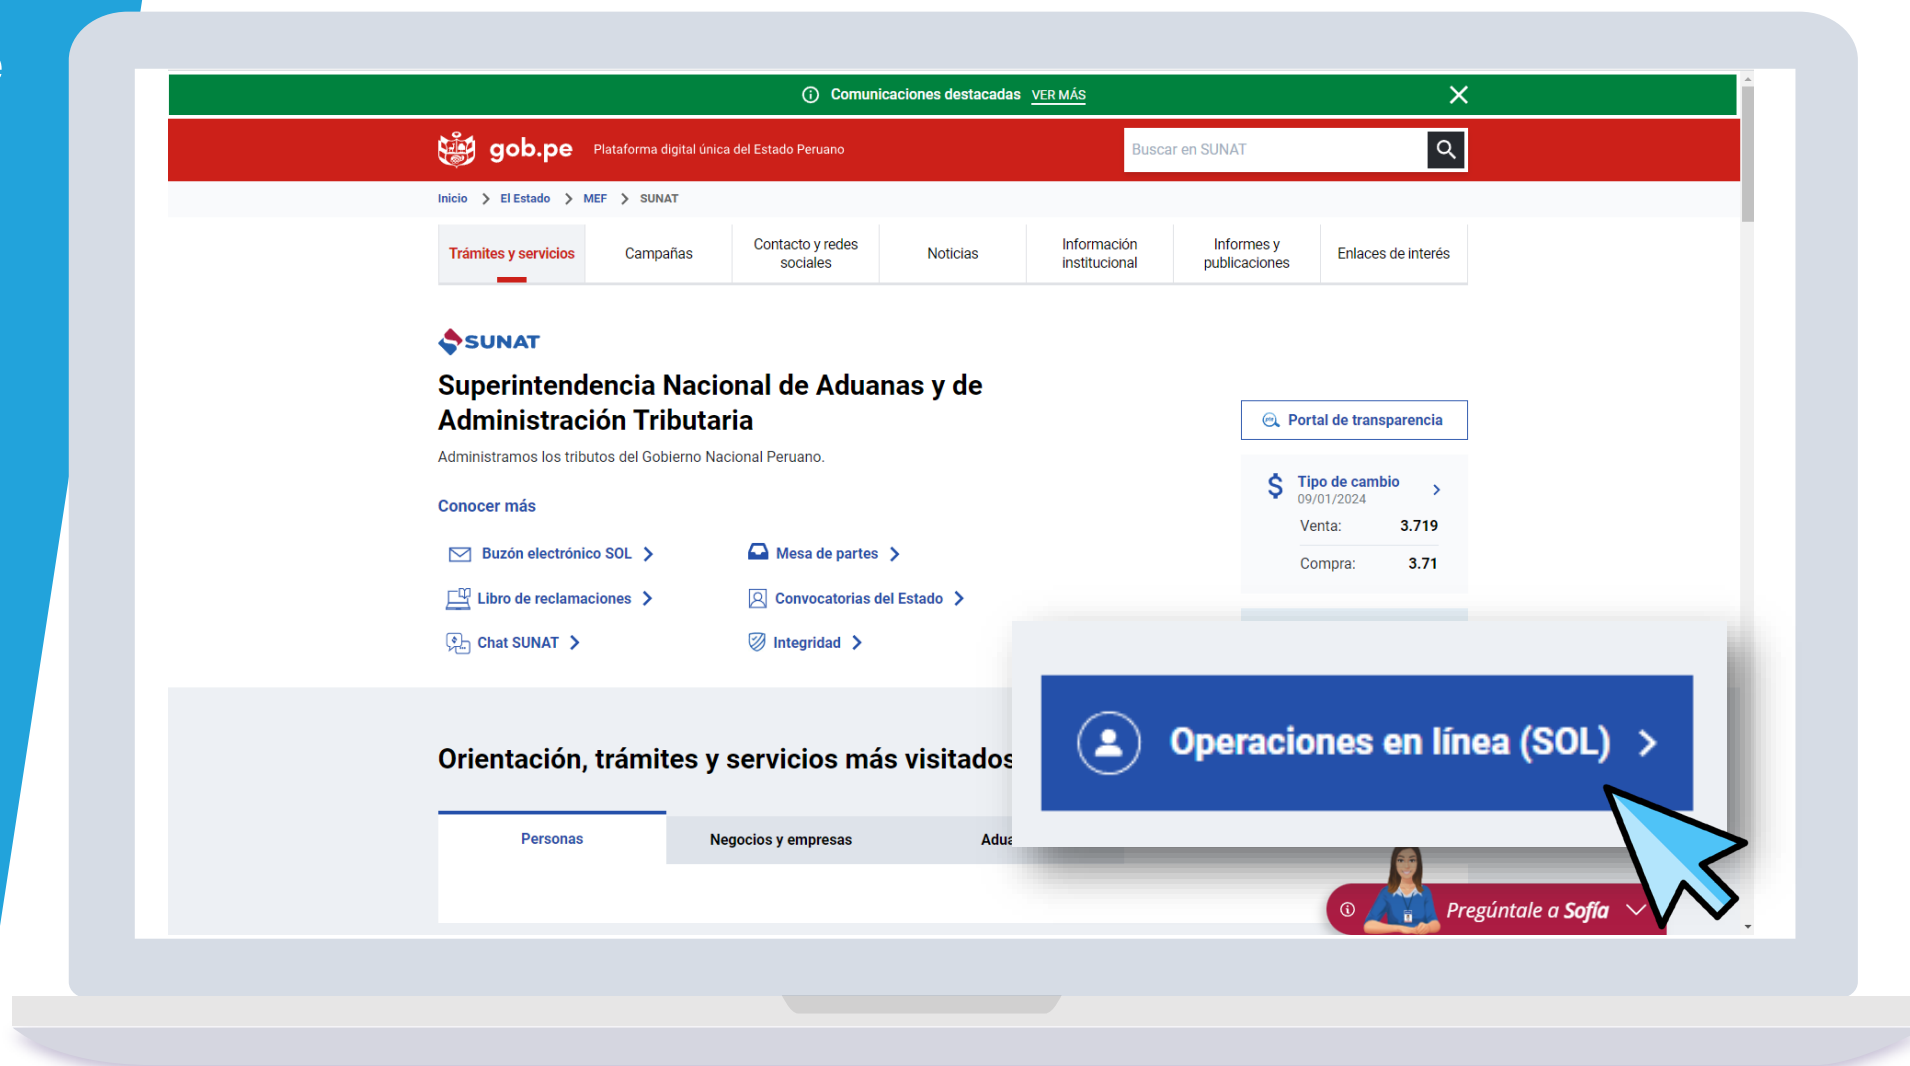 Comunicaciones destacadas VER MÁS
gob.pe Plataforma digital única del Estado Peruano
Buscar en SUNAT
Inicio > El Estado > MEF > SUNAT
Trámites y servicios
Campañas
Contacto y redes
sociales
Noticias
Información
institucional
Informes y
publicaciones
Enlaces de interés
SUNAT
Superintendencia Nacional de Aduanas y de
Administración Tributaria
Administramos los tributos del Gobierno Nacional Peruano.
Conocer más
Buzón electrónico SOL >
Mesa de partes >
Libro de reclamaciones >
Convocatorias del Estado >
Chat SUNAT >
Integridad >
Portal de transparencia
$ Tipo de cambio >
09/01/2024
Venta: 3.719
Compra: 3.71
Operaciones en línea (SOL) >
Orientación, trámites y servicios más visitados
Personas
Negocios y empresas
Pregúntale a Sofía